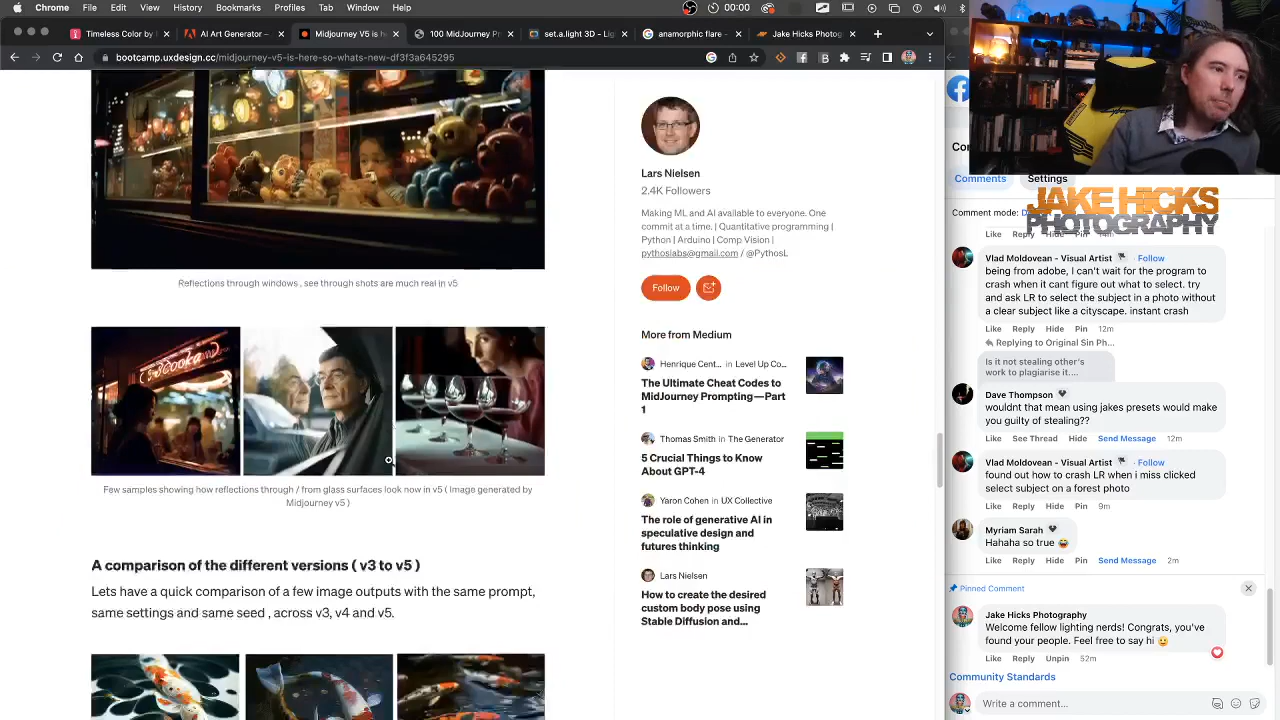 Chrome File Edit View History Bookmarks Profiles Tab Window Help
00:00
Timeless Color by
AI Art Generator –
Midjourney V5 is h
100 MidJourney Pr
set.a.light 3D -
anamorphic flare -
Jake Hicks Photog
bootcamp.uxdesign.cc/midjourney-v5-is-here-so-whats-new-df3f3a645295
Reflections through windows , see through shots are much real in v5
Few samples showing how reflections through / from glass surfaces look now in v5 ( Image generated by
Midjourney v5 )
A comparison of the different versions ( v3 to v5 )
Lets have a quick comparison of a few image outputs with the same prompt,
same settings and same seed , across v3, v4 and v5.
Lars Nielsen
2.4K Followers
Making ML and AI available to everyone. One
commit at a time. | Quantitative programming |
Python | Arduino | Comp Vision |
pythoslabs@gmail.com / @PythosL
Follow
More from Medium
Henrique Cent... in Level Up Co...
The Ultimate Cheat Codes to
MidJourney Prompting—Part
1
Thomas Smith in The Generator
5 Crucial Things to Know
About GPT-4
Yaron Cohen in UX Collective
The role of generative AI in
speculative design and
futures thinking
Lars Nielsen
How to create the desired
custom body pose using
Stable Diffusion and...
Comments Settings
JAKE HICKS
PHOTOGRAPHY
Comment mode:
Like Reply Hide Pin 14m
Vlad Moldovean - Visual Artist · Follow
being from adobe, I can't wait for the program to
crash when it cant figure out what to select. try
and ask LR to select the subject in a photo without
a clear subject like a cityscape. instant crash
Like Reply Hide Pin 12m
Replying to Original Sin Ph...
Is it not stealing other's
work to plagiarise it....
Dave Thompson
wouldnt that mean using jakes presets would make
you guilty of stealing??
Like See Thread Hide Send Message 12m
Vlad Moldovean - Visual Artist · Follow
found out how to crash LR when i miss clicked
select subject on a forest photo
Like Reply Hide Pin 9m
Myriam Sarah
Hahaha so true 😂
Like Reply Hide Pin Send Message 2m
Pinned Comment
Jake Hicks Photography
Welcome fellow lighting nerds! Congrats, you've
found your people. Feel free to say hi 😃
Like Reply Unpin 52m
Community Standards
Write a comment...